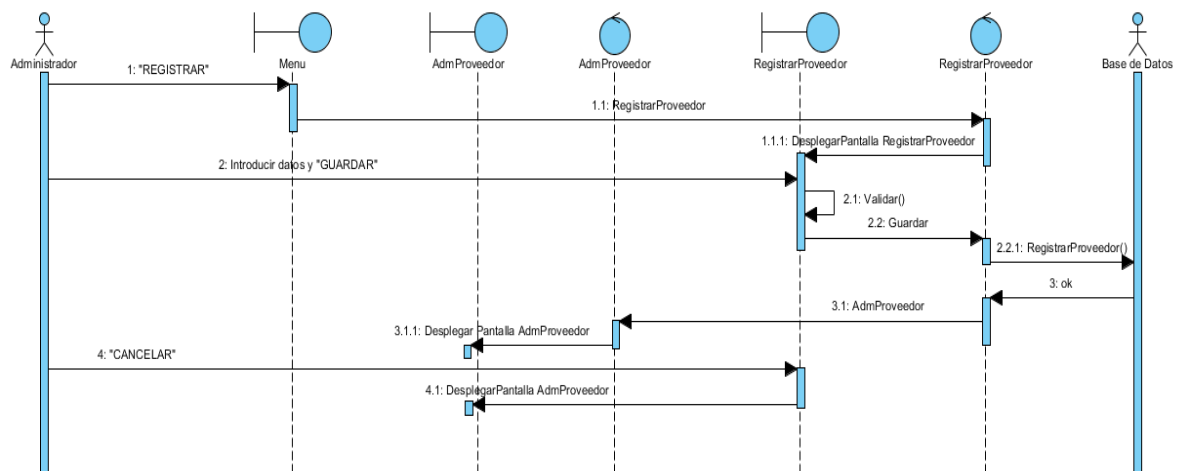 Administrador
Menu
AdmProveedor
AdmProveedor
RegistrarProveedor
RegistrarProveedor
Base de Datos
1: "REGISTRAR"
1.1: RegistrarProveedor
1.1.1: DesplegarPantalla RegistrarProveedor
2: Introducir datos y "GUARDAR"
2.1: Validar()
2.2: Guardar
2.2.1: RegistrarProveedor()
3: ok
3.1: AdmProveedor
3.1.1: Desplegar Pantalla AdmProveedor
4: "CANCELAR"
4.1: DesplegarPantalla AdmProveedor